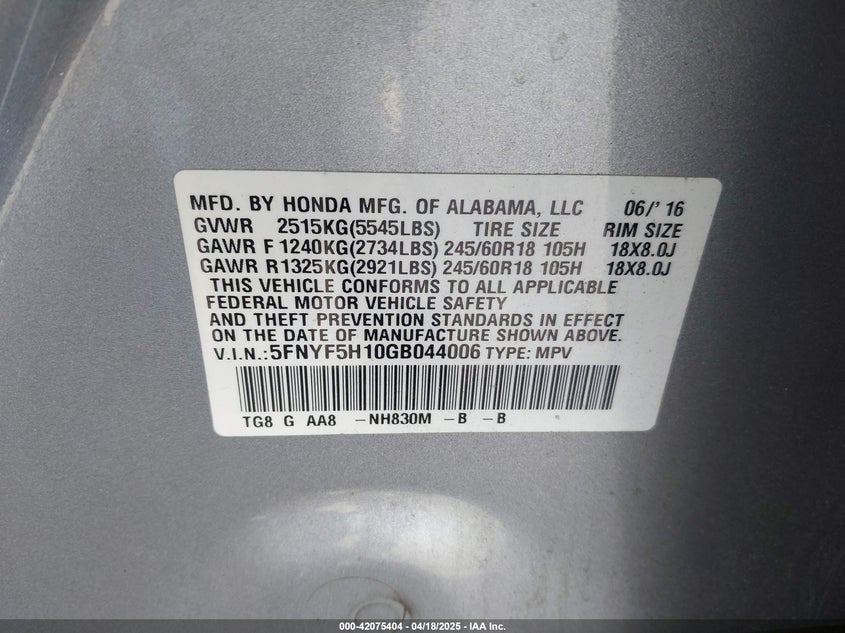 MFD. BY HONDA MFG. OF ALABAMA, LLC 06/'16
GVWR 2515KG(5545LBS) TIRE SIZE RIM SIZE
GAWR F 1240KG(2734LBS) 245/60R18 105H 18X8.0J
GAWR R1325KG(2921LBS) 245/60R18 105H 18X8.0J
THIS VEHICLE CONFORMS TO ALL APPLICABLE
FEDERAL MOTOR VEHICLE SAFETY
AND THEFT PREVENTION STANDARDS IN EFFECT
ON THE DATE OF MANUFACTURE SHOWN ABOVE.
V.I.N.:5FNYF5H10GB044006 TYPE: MPV
TG8 G AA8 -NH830M -B -B
000-42075404 - 04/18/2025 - IAA Inc.